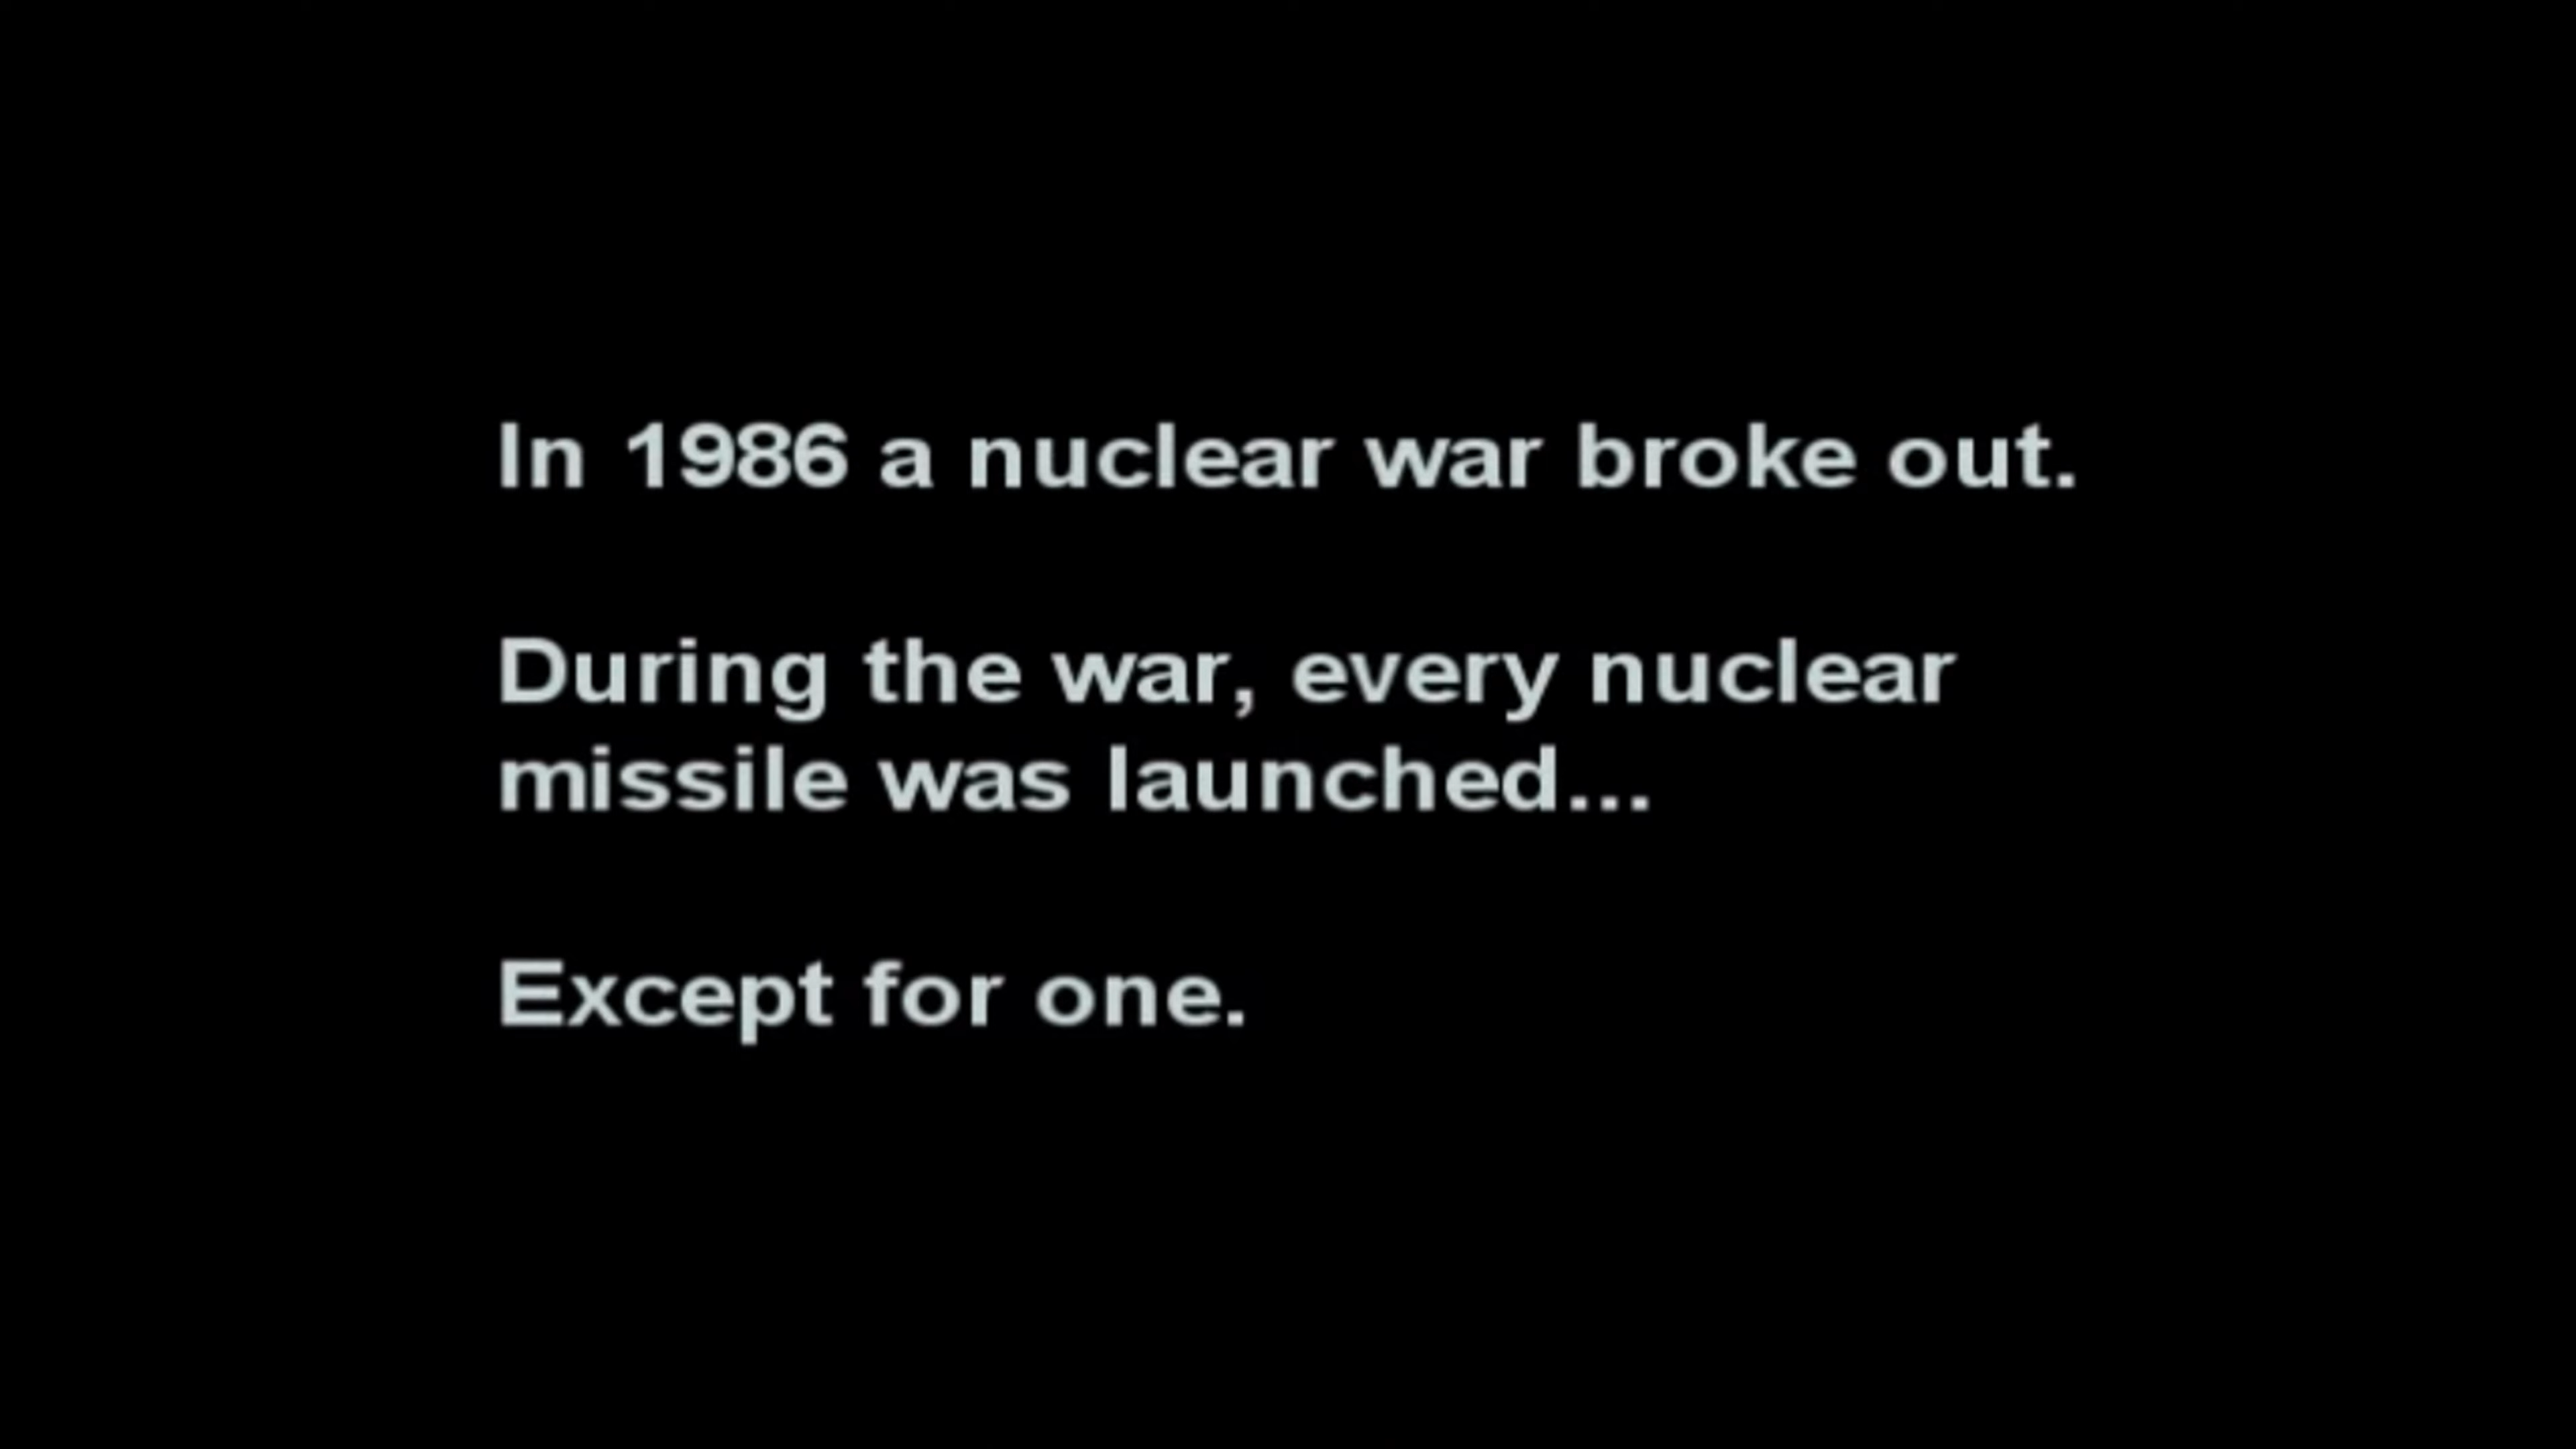 In 1986 a nuclear war broke out.
During the war, every nuclear
missile was launched...
Except for one.